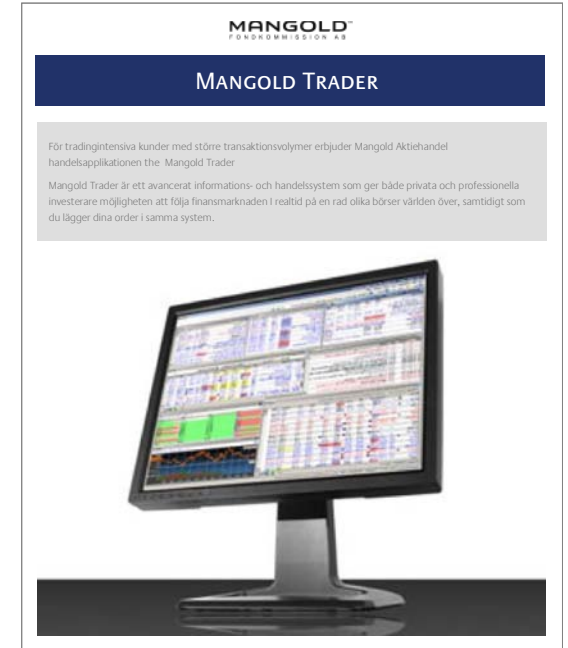 MANGOLD
FONDKOMMISSION AB
MANGOLD TRADER
För tradingintensiva kunder med större transaktionsvolymer erbjuder Mangold Aktiehandel
handelsapplikationen the Mangold Trader
Mangold Trader är ett avancerat informations- och handelssystem som ger både privata och professionella
investerare möjligheten att följa finansmarknaden I realtid på en rad olika börser världen över, samtidigt som
du lägger dina order i samma system.